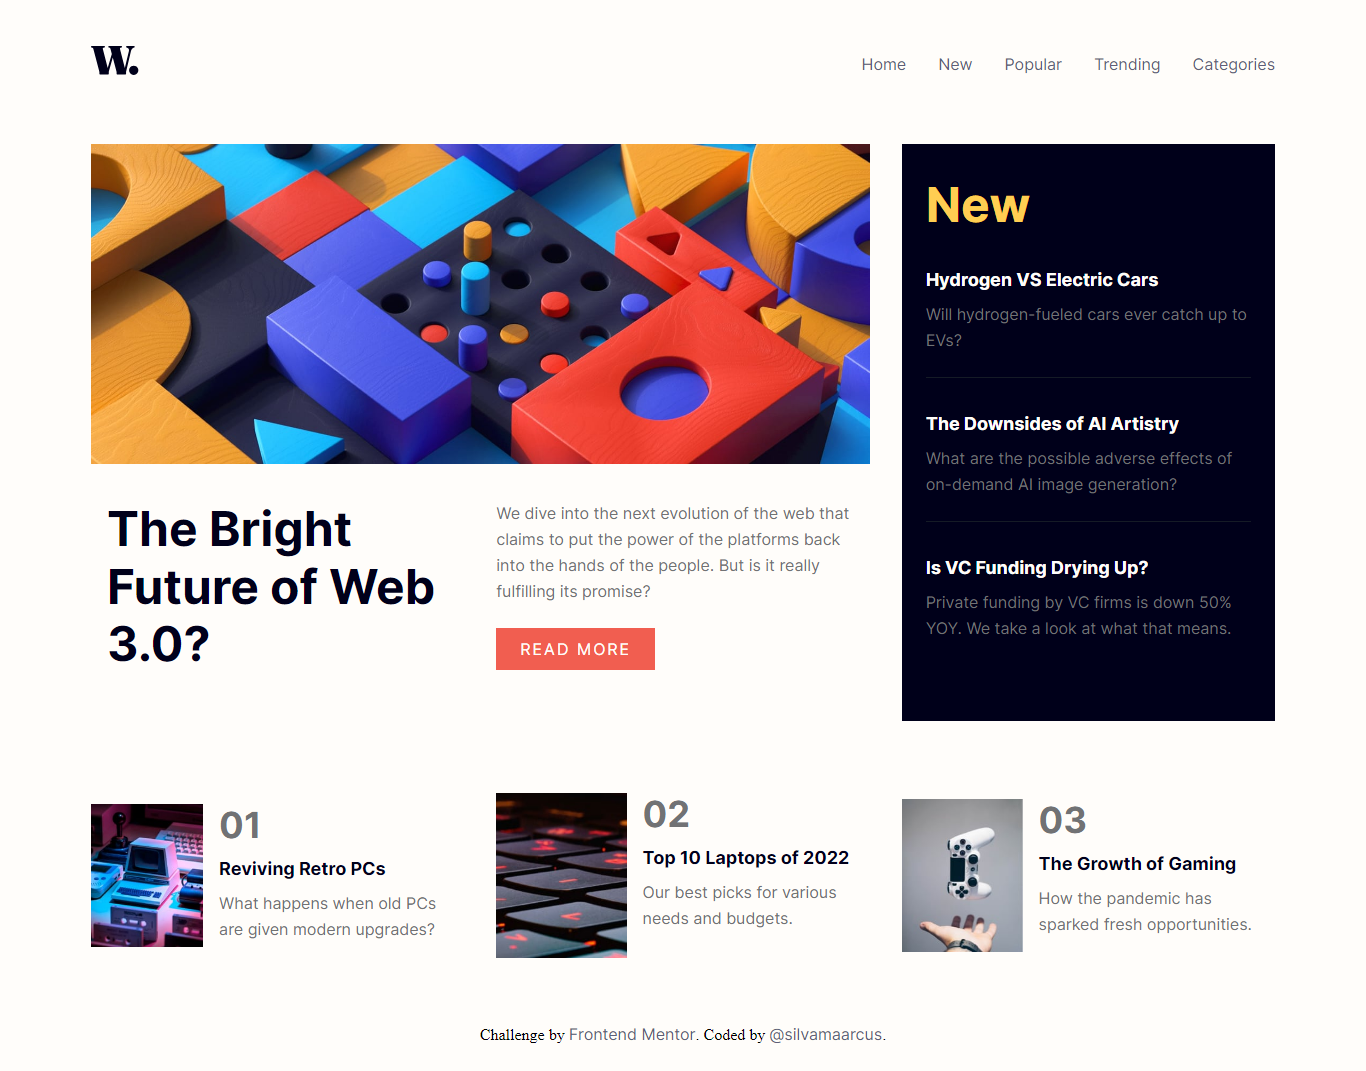 W.
Home New Popular Trending Categories
New
Hydrogen VS Electric Cars
Will hydrogen-fueled cars ever catch up to
EVs?
The Downsides of AI Artistry
What are the possible adverse effects of
on-demand AI image generation?
Is VC Funding Drying Up?
Private funding by VC firms is down 50%
YOY. We take a look at what that means.
The Bright
Future of Web
3.0?
We dive into the next evolution of the web that
claims to put the power of the platforms back
into the hands of the people. But is it really
fulfilling its promise?
READ MORE
01
Reviving Retro PCs
What happens when old PCs
are given modern upgrades?
02
Top 10 Laptops of 2022
Our best picks for various
needs and budgets.
03
The Growth of Gaming
How the pandemic has
sparked fresh opportunities.
Challenge by Frontend Mentor. Coded by @silvamaarcus.